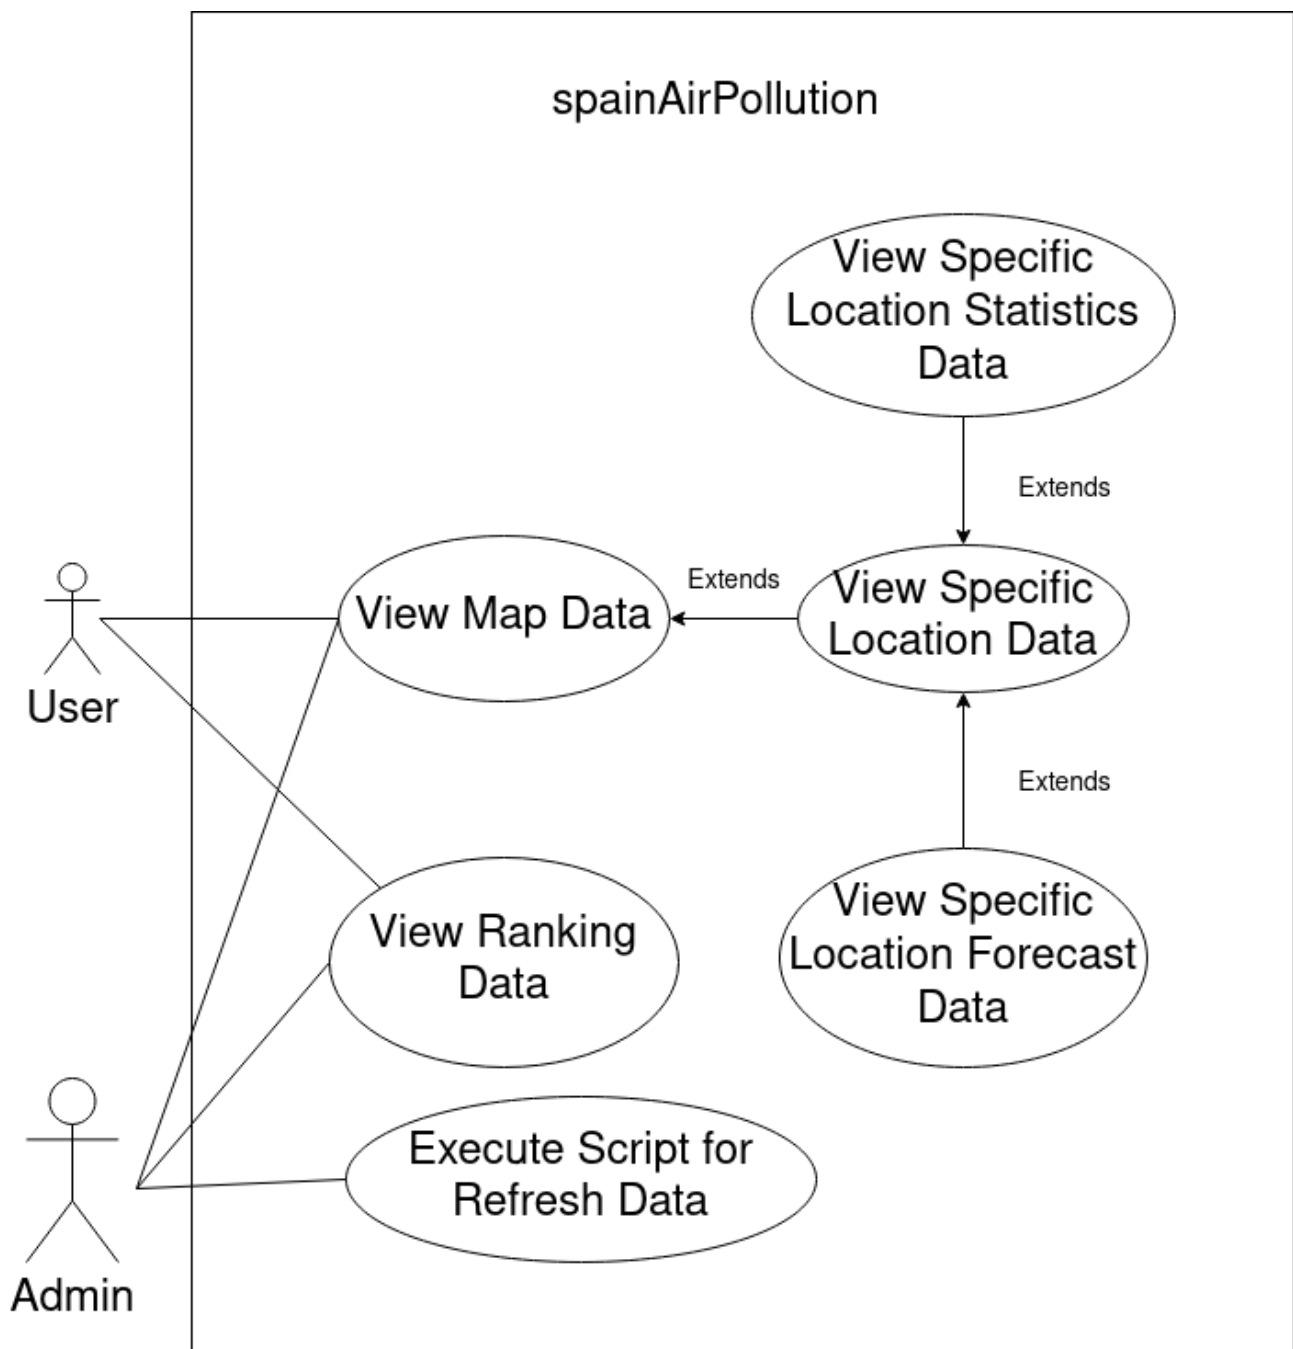 spainAirPollution
View Specific
Location Statistics
Data
Extends
User
View Map Data
Extends
View Specific
Location Data
Extends
View Ranking
Data
View Specific
Location Forecast
Data
Admin
Execute Script for
Refresh Data